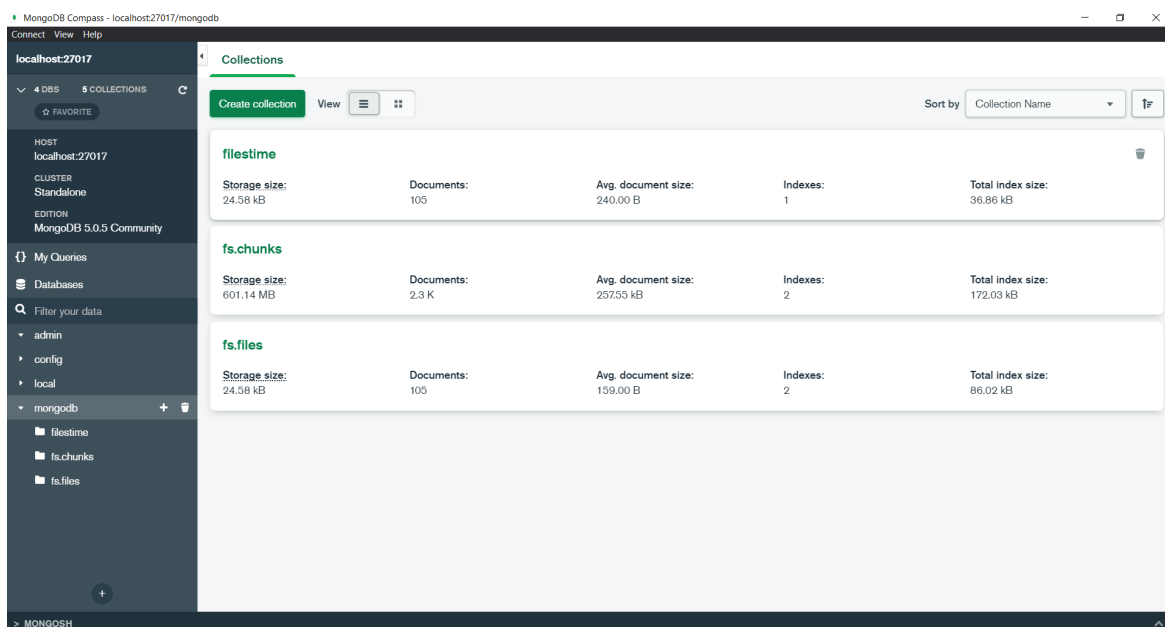 MongoDB Compass - localhost:27017/mongodb
Connect View Help
localhost:27017
4 DBS 5 COLLECTIONS
FAVORITE
HOST
localhost:27017
CLUSTER
Standalone
EDITION
MongoDB 5.0.5 Community
{} My Queries
Databases
Filter your data
admin
config
local
mongodb
filestime
fs.chunks
fs.files
> MONGOSH
Collections
Create collection View Sort by Collection Name
filestime
Storage size: Documents: Avg. document size: Indexes: Total index size:
24.58 kB 105 240.00 B 1 36.86 kB
fs.chunks
Storage size: Documents: Avg. document size: Indexes: Total index size:
601.14 MB 2.3 K 257.55 kB 2 172.03 kB
fs.files
Storage size: Documents: Avg. document size: Indexes: Total index size:
24.58 kB 105 159.00 B 2 86.02 kB